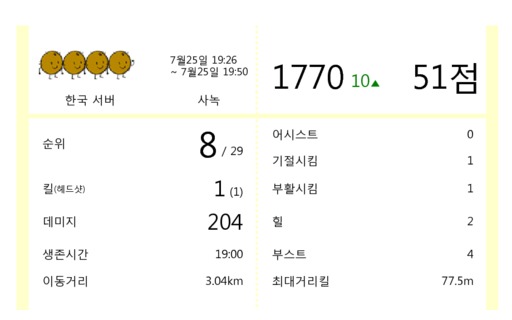 7월25일 19:26
~ 7월25일 19:50
한국 서버 사녹
1770 10▲ 51점
순위 8 / 29
킬(헤드샷) 1 (1)
데미지 204
생존시간 19:00
이동거리 3.04km
어시스트 0
기절시킴 1
부활시킴 1
힐 2
부스트 4
최대거리킬 77.5m